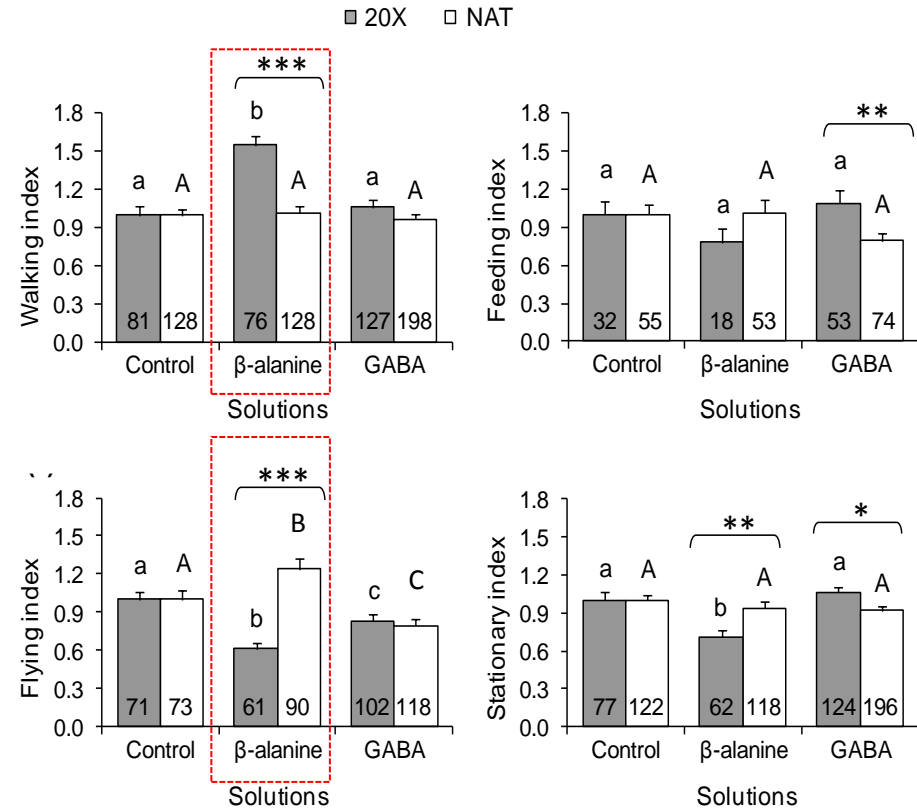 20X NAT
***
1.8
1.5
1.2
0.9
0.6
0.3
0.0
Walking index
a A b A a A
81 128 76 128 127 198
Control β-alanine GABA
Solutions
**
1.8
1.5
1.2
0.9
0.6
0.3
0.0
Feeding index
a A a A a A
32 55 18 53 53 74
Control β-alanine GABA
Solutions
***
1.8
1.5
1.2
0.9
0.6
0.3
0.0
Flying index
a A b B c C
71 73 61 90 102 118
Control β-alanine GABA
Solutions
** *
1.8
1.5
1.2
0.9
0.6
0.3
0.0
Stationary index
a A b A a A
77 122 62 118 124 196
Control β-alanine GABA
Solutions